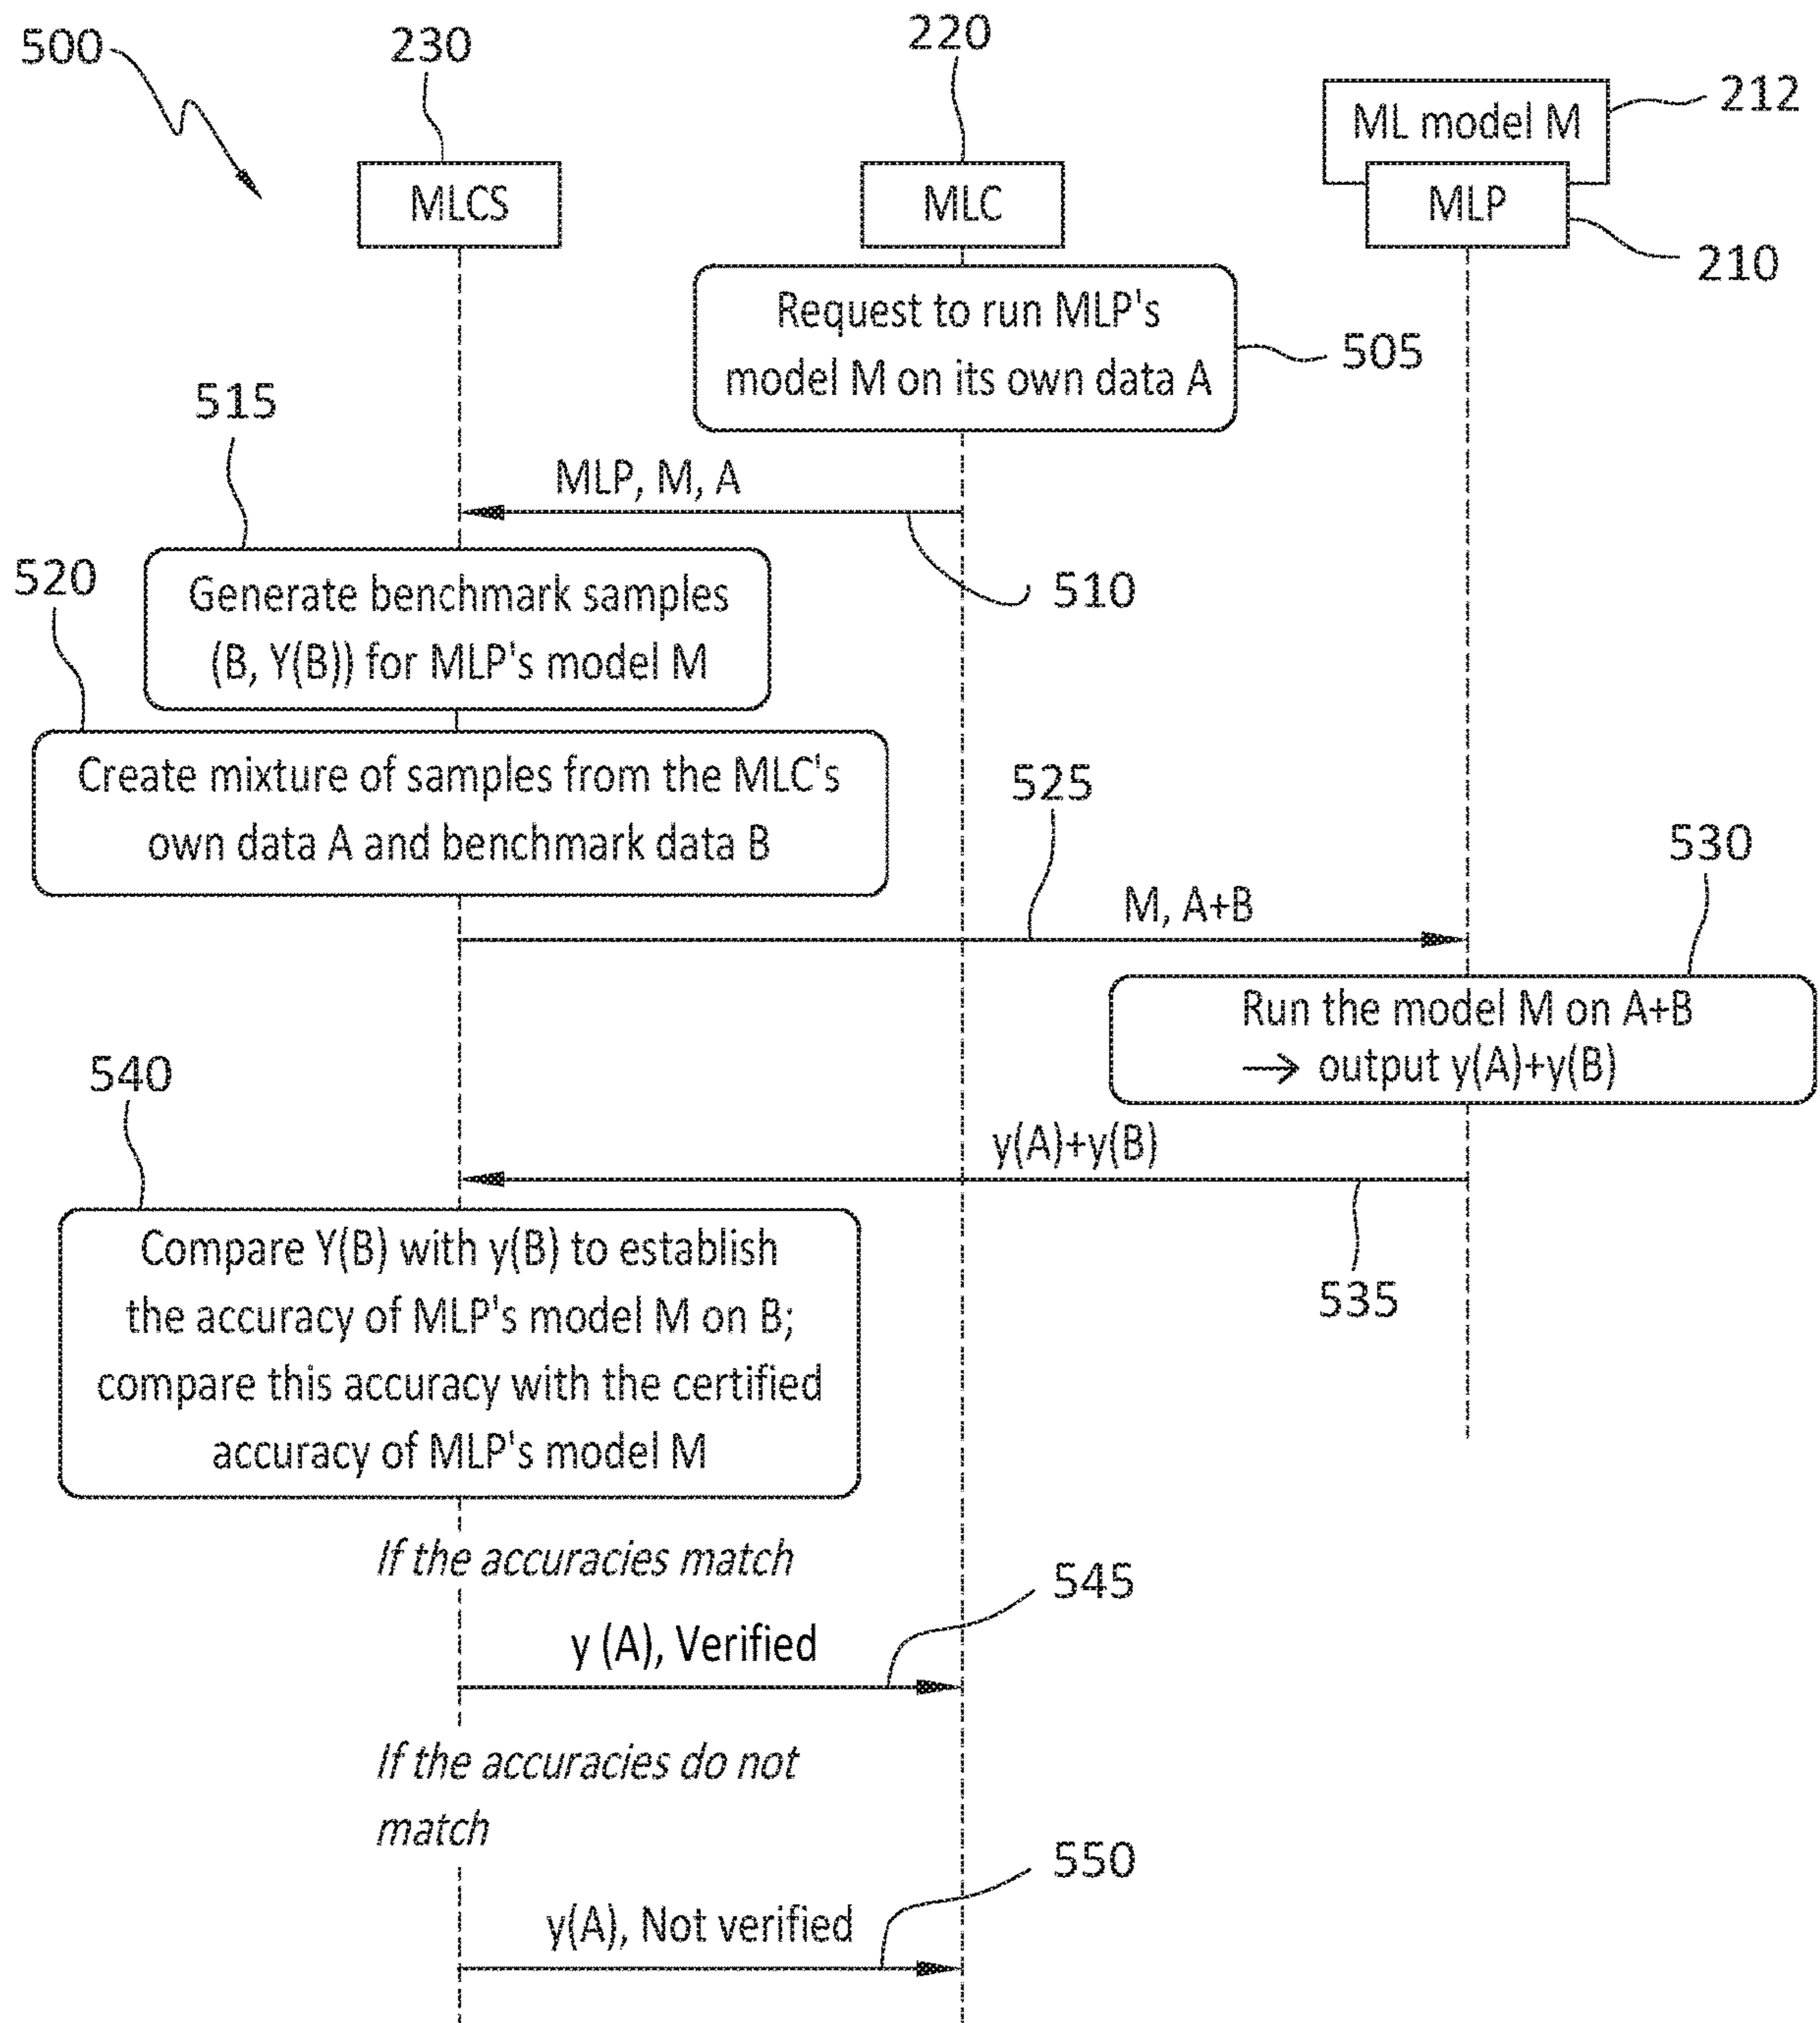 500
230
220
212
ML model M
MLCS
MLC
MLP
210
Request to run MLP's
model M on its own data A
505
515
MLP, M, A
510
520
Generate benchmark samples
(B, Y(B)) for MLP's model M
Create mixture of samples from the MLC's
own data A and benchmark data B
525
530
M, A+B
Run the model M on A+B
→ output y(A)+y(B)
540
y(A)+y(B)
535
Compare Y(B) with y(B) to establish
the accuracy of MLP's model M on B;
compare this accuracy with the certified
accuracy of MLP's model M
If the accuracies match
545
y (A), Verified
If the accuracies do not
match
550
y(A), Not verified